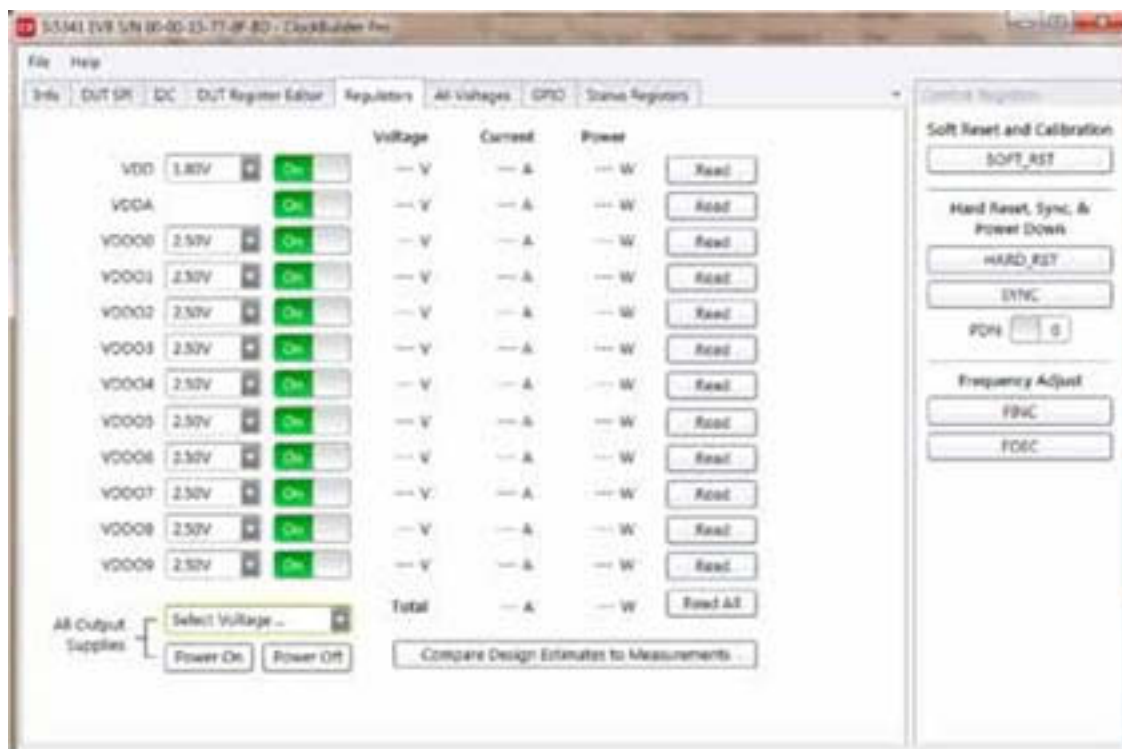 Si5341 EVB S/N 00-00-15-77-0F-BD - ClockBuilder Pro
File Help
Info DUT SPI I2C DUT Register Editor Regulators All Voltages GPIO Status Registers
Voltage Current Power
VDD 1.80V On --- V --- A --- W Read
VDDA On --- V --- A --- W Read
VDDO0 2.50V On --- V --- A --- W Read
VDDO1 2.50V On --- V --- A --- W Read
VDDO2 2.50V On --- V --- A --- W Read
VDDO3 2.50V On --- V --- A --- W Read
VDDO4 2.50V On --- V --- A --- W Read
VDDO5 2.50V On --- V --- A --- W Read
VDDO6 2.50V On --- V --- A --- W Read
VDDO7 2.50V On --- V --- A --- W Read
VDDO8 2.50V On --- V --- A --- W Read
VDDO9 2.50V On --- V --- A --- W Read
Total --- A --- W Read All
All Output Supplies
Select Voltage ...
Power On Power Off
Compare Design Estimates to Measurements
Control Registers
Soft Reset and Calibration
SOFT_RST
Hard Reset, Sync, &
Power Down
HARD_RST
SYNC
PDN: 0
Frequency Adjust
FINC
FDEC